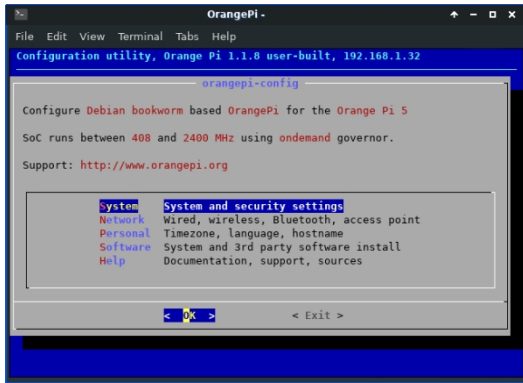 OrangePi -
File Edit View Terminal Tabs Help
Configuration utility, Orange Pi 1.1.8 user-built, 192.168.1.32
orangepi-config
Configure Debian bookworm based OrangePi for the Orange Pi 5
SoC runs between 408 and 2400 MHz using ondemand governor.
Support: http://www.orangepi.org
System System and security settings
Network Wired, wireless, Bluetooth, access point
Personal Timezone, language, hostname
Software System and 3rd party software install
Help Documentation, support, sources
< OK > < Exit >